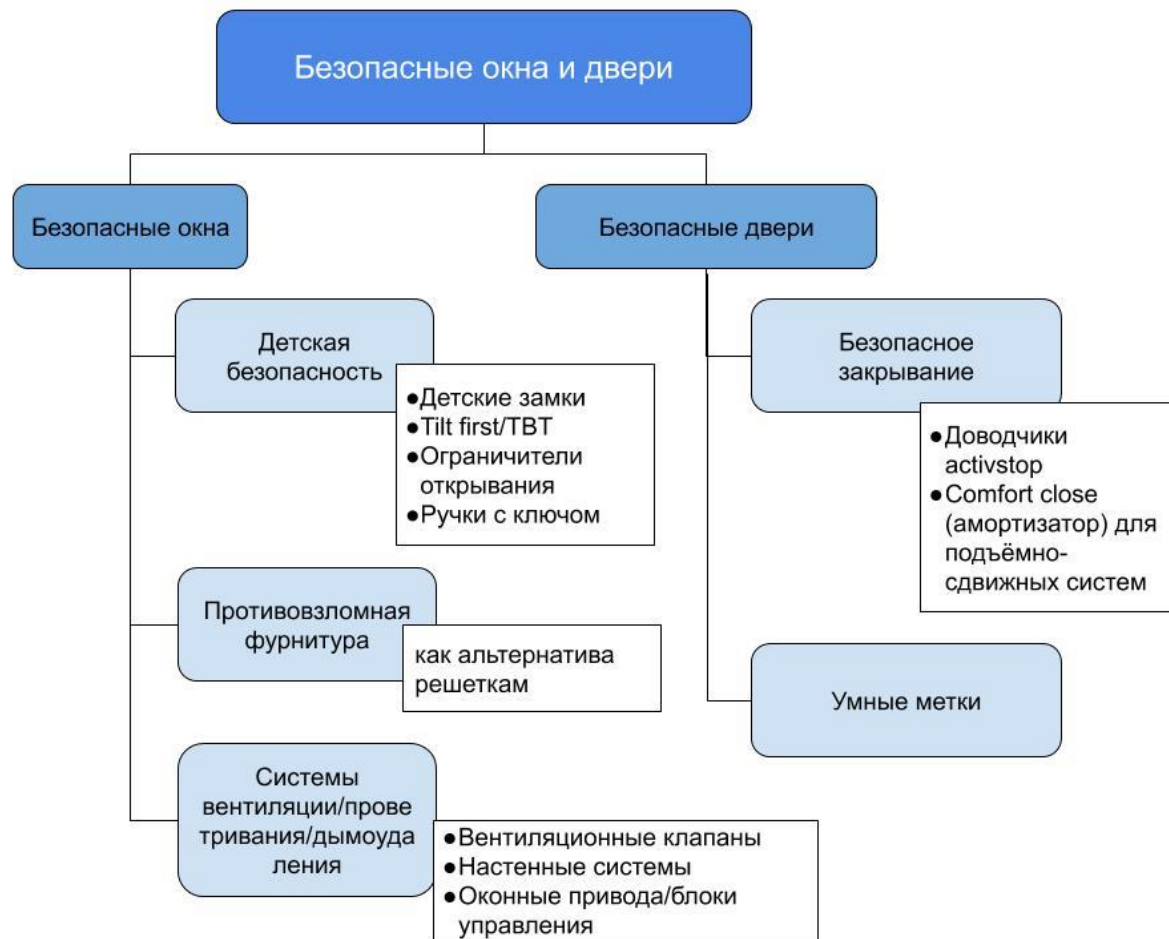 Безопасные окна и двери
Безопасные окна
Безопасные двери
Детская
безопасность
●Детские замки
●Tilt first/TBT
●Ограничители
открывания
●Ручки с ключом
Противовзломная
фурнитура
как альтернатива
решеткам
Системы
вентиляции/прове
тривания/дымоуда
ления
●Вентиляционные клапаны
●Настенные системы
●Оконные привода/блоки
управления
Безопасное
закрывание
●Доводчики
activstop
●Comfort close
(амортизатор) для
подъёмно-
сдвижных систем
Умные метки